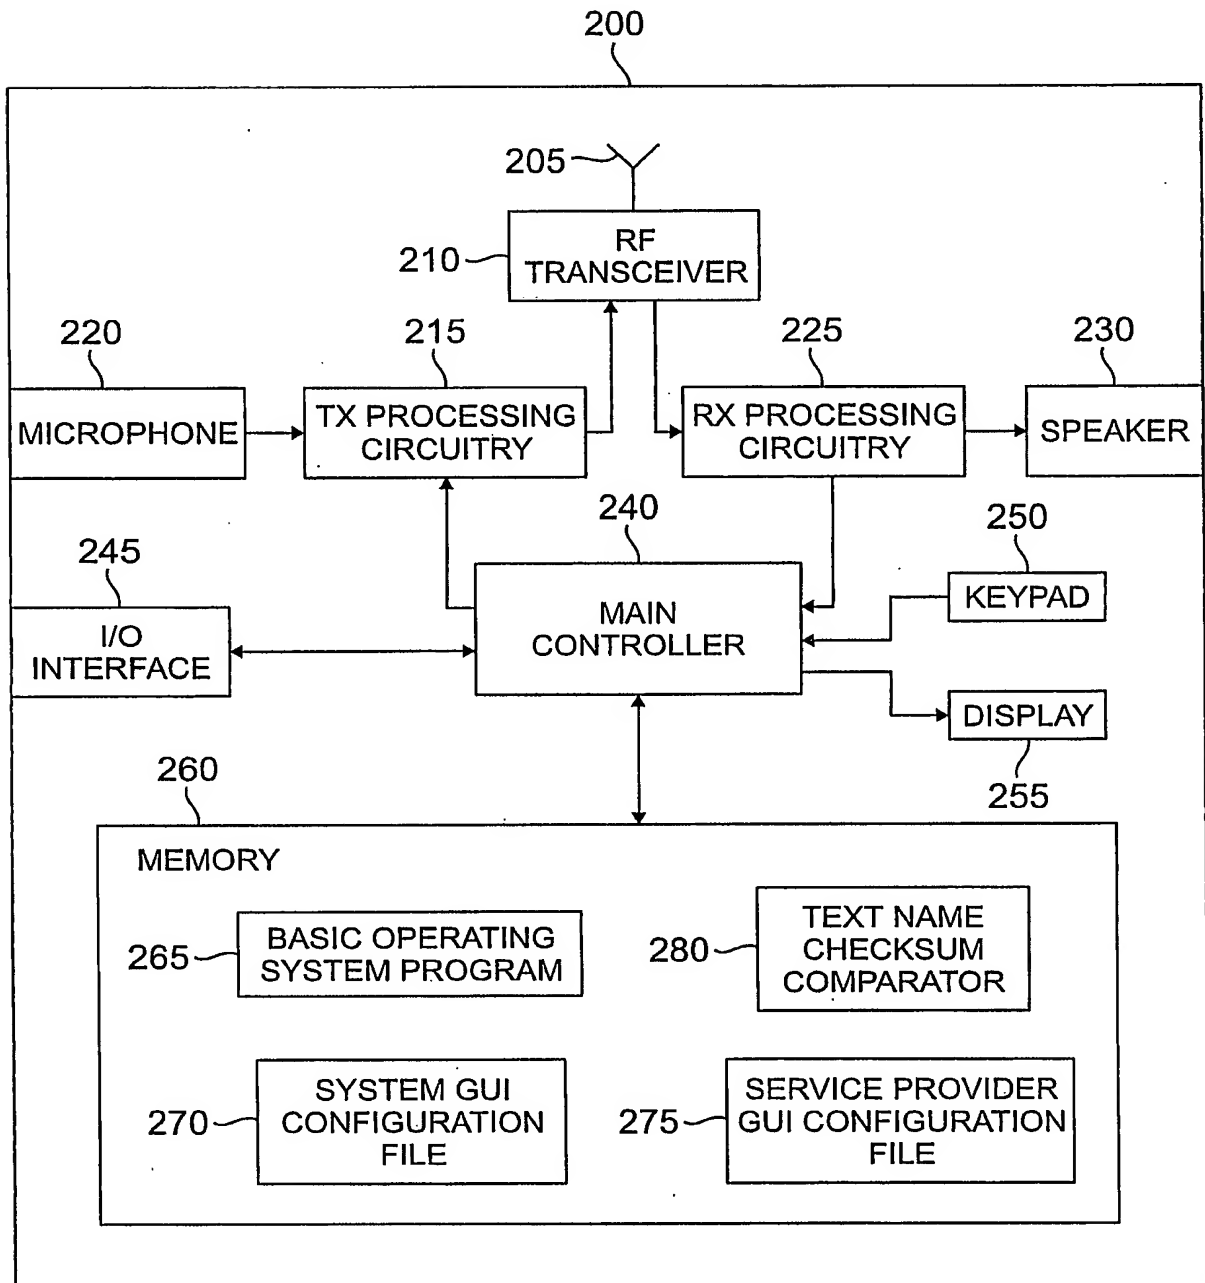 200
205
RF
TRANSCEIVER
210
220
215
225
230
MICROPHONE
TX PROCESSING
CIRCUITRY
RX PROCESSING
CIRCUITRY
SPEAKER
240
250
245
KEYPAD
I/O
INTERFACE
MAIN
CONTROLLER
DISPLAY
255
260
MEMORY
265
BASIC OPERATING
SYSTEM PROGRAM
280
TEXT NAME
CHECKSUM
COMPARATOR
270
SYSTEM GUI
CONFIGURATION
FILE
275
SERVICE PROVIDER
GUI CONFIGURATION
FILE